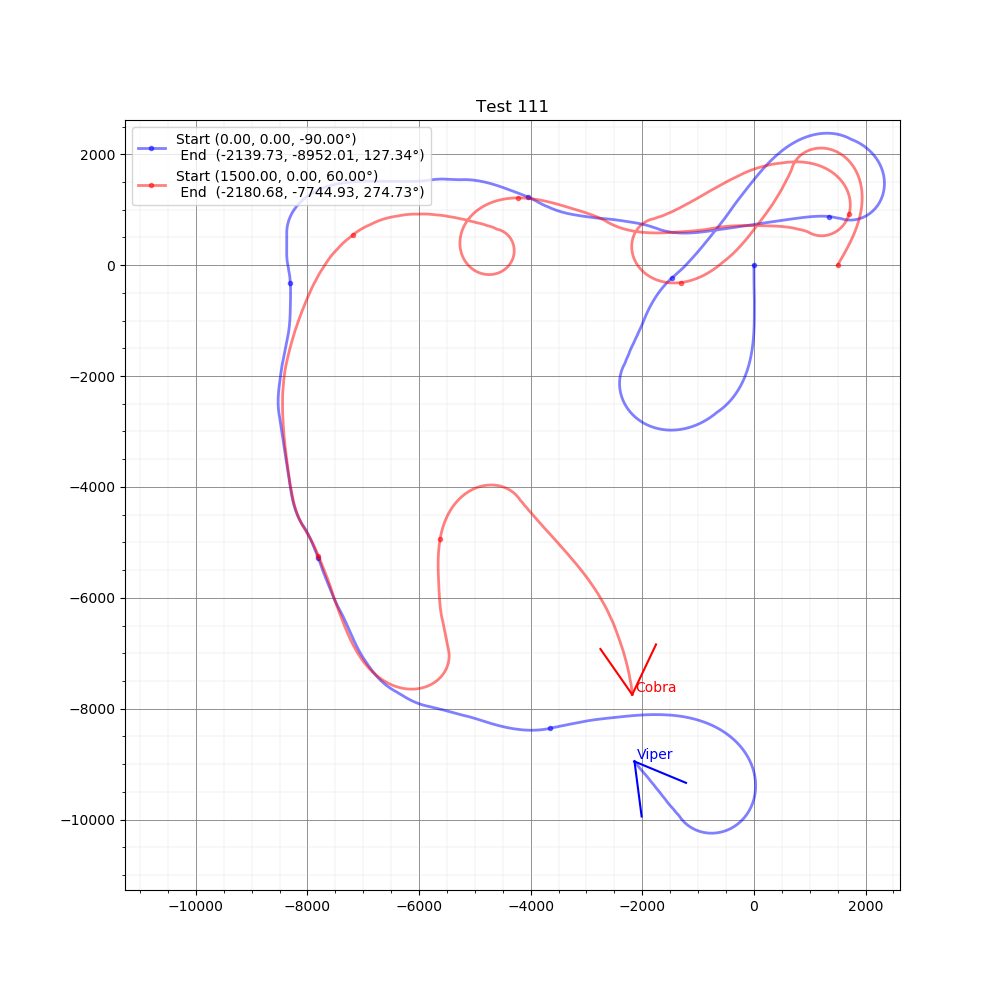 Test 111
Start (0.00, 0.00, -90.00°)
End (-2139.73, -8952.01, 127.34°)
Start (1500.00, 0.00, 60.00°)
End (-2180.68, -7744.93, 274.73°)
2000
0
−2000
−4000
−6000
−8000
−10000
Cobra
Viper
−10000 −8000 −6000 −4000 −2000 0 2000